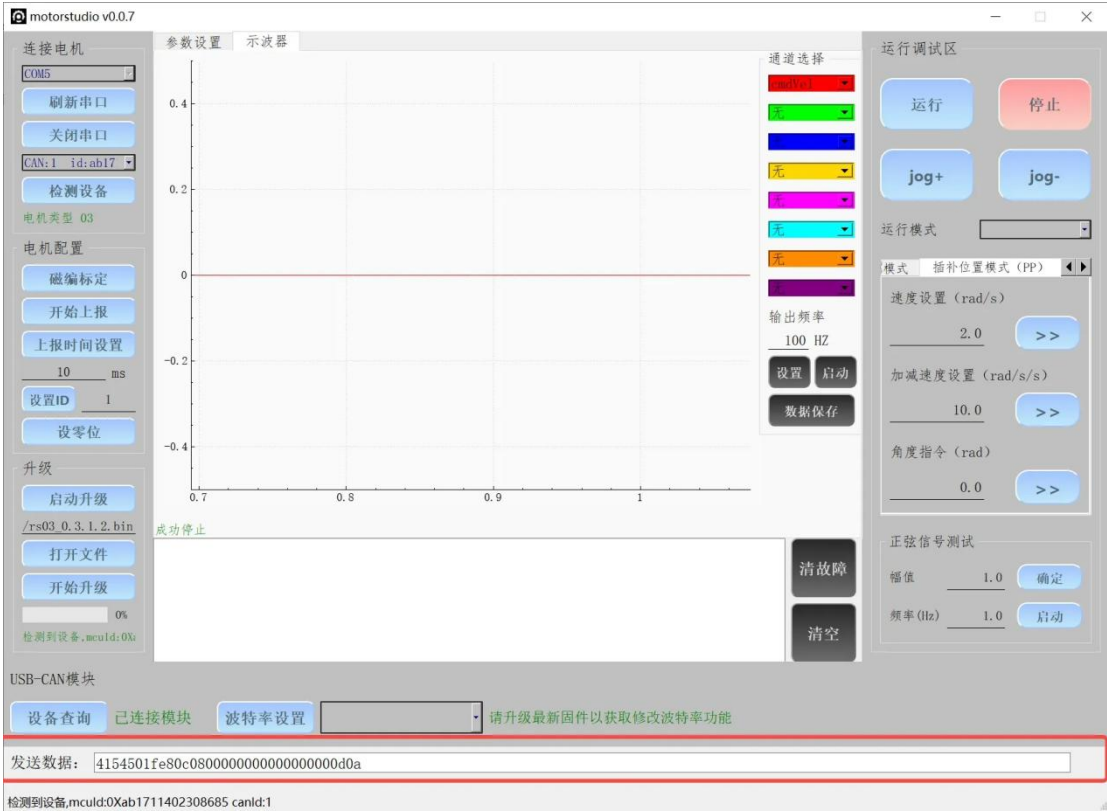 motorstudio v0.0.7
连接电机
COM5
刷新串口
关闭串口
CAN:1 id:ab17
检测设备
电机类型 03
电机配置
磁编标定
开始上报
上报时间设置
10 ms
设置ID 1
设零位
升级
启动升级
/rs03_0.3.1.2.bin
打开文件
开始升级
0%
检测到设备,mcuId:0Xa
参数设置 示波器
0.4
0.2
0
-0.2
-0.4
0.7 0.8 0.9 1
通道选择
cmdVel
无
无
无
无
无
输出频率
100 HZ
设置 启动
数据保存
成功停止
清故障
清空
运行调试区
运行 停止
jog+ jog-
运行模式
模式 插补位置模式 (PP)
速度设置 (rad/s)
2.0 >>
加减速度设置 (rad/s/s)
10.0 >>
角度指令 (rad)
0.0 >>
正弦信号测试
幅值 1.0 确定
频率(Hz) 1.0 启动
USB-CAN模块
设备查询 已连接模块 波特率设置 请升级最新固件以获取修改波特率功能
发送数据: 4154501fe80c0800000000000000000d0a
检测到设备,mcuId:0Xab1711402308685 canId:1